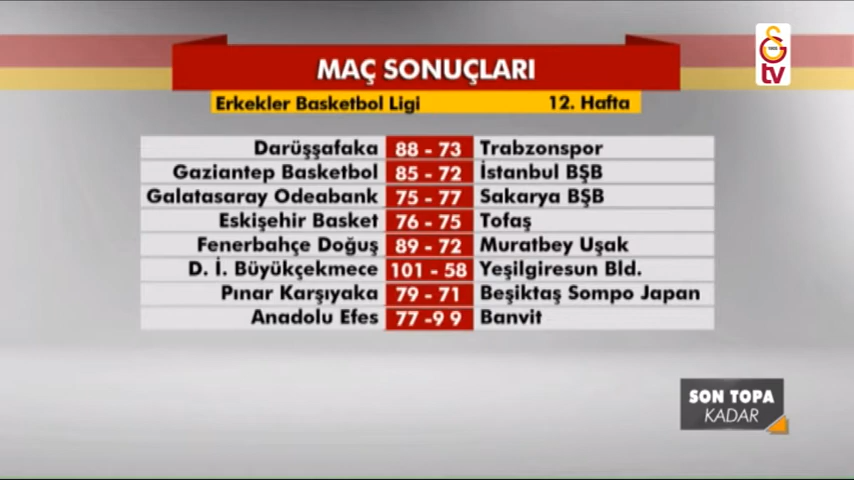 MAÇ SONUÇLARI
Erkekler Basketbol Ligi 12. Hafta
Darüşşafaka 88 - 73 Trabzonspor
Gaziantep Basketbol 85 - 72 İstanbul BŞB
Galatasaray Odeabank 75 - 77 Sakarya BŞB
Eskişehir Basket 76 - 75 Tofaş
Fenerbahçe Doğuş 89 - 72 Muratbey Uşak
D. İ. Büyükçekmece 101 - 58 Yeşilgiresun Bld.
Pınar Karşıyaka 79 - 71 Beşiktaş Sompo Japan
Anadolu Efes 77 -9 9 Banvit
tv
SON TOPA
KADAR